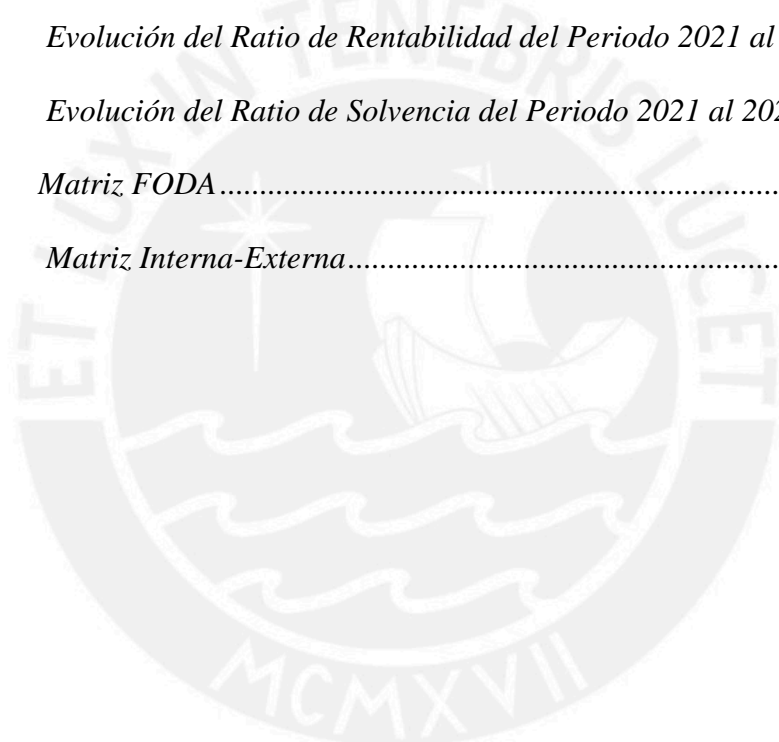 Evolución del Ratio de Rentabilidad del Periodo 2021 al
Evolución del Ratio de Solvencia del Periodo 2021 al 202
Matriz FODA......................................................................
Matriz Interna-Externa......................................................
ET LUX IN TENEBRIS LUCET
MCMXVII